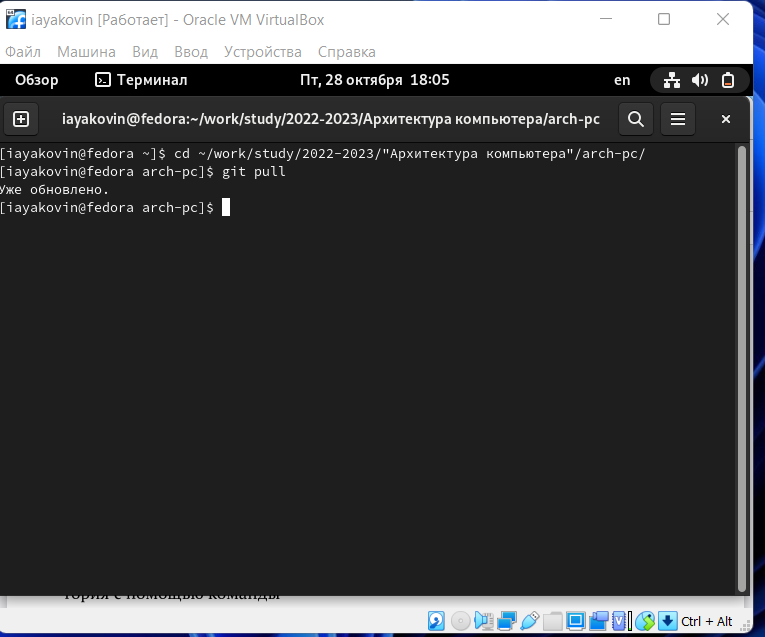 iayakovin [Работает] - Oracle VM VirtualBox
Файл Машина Вид Ввод Устройства Справка
Обзор Терминал Пт, 28 октября 18:05 en
iayakovin@fedora:~/work/study/2022-2023/Архитектура компьютера/arch-pc
[iayakovin@fedora ~]$ cd ~/work/study/2022-2023/"Архитектура компьютера"/arch-pc/
[iayakovin@fedora arch-pc]$ git pull
Уже обновлено.
[iayakovin@fedora arch-pc]$
тория с помощью команды
Ctrl + Alt